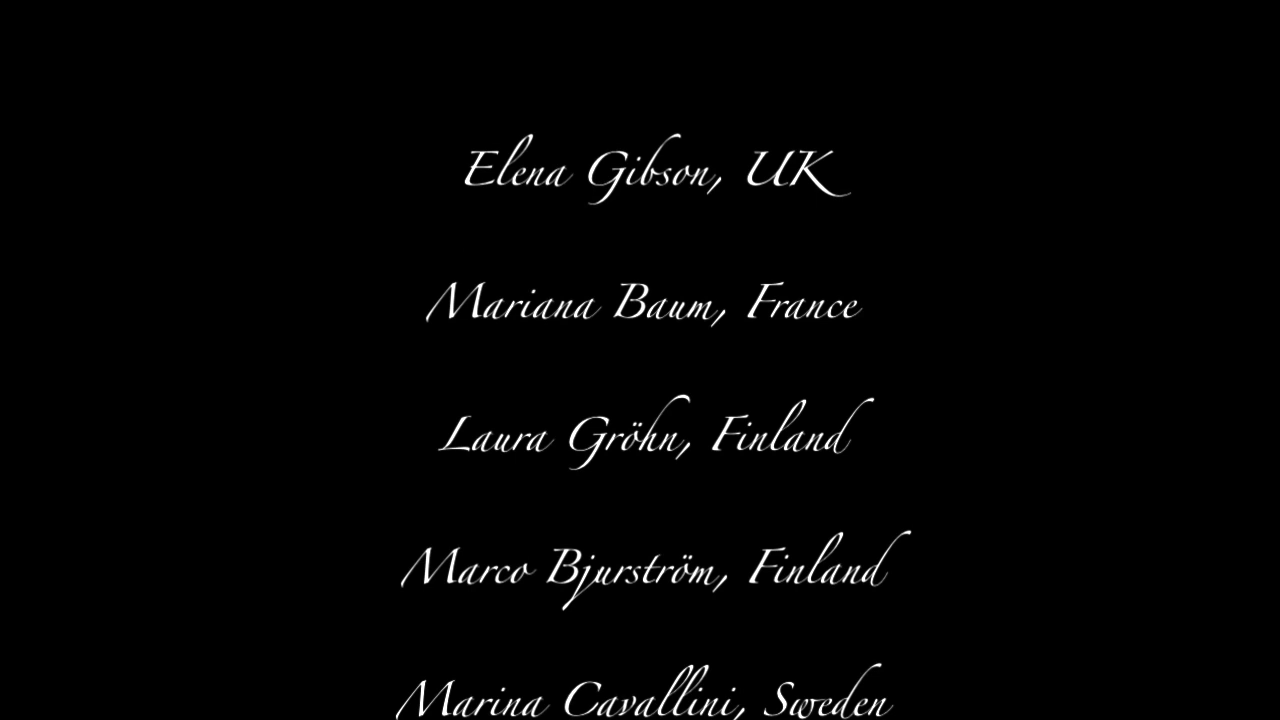 Elena Gibson, UK
Mariana Baum, France
Laura Gröhn, Finland
Marco Bjurström, Finland
Marina Cavallini, Sweden